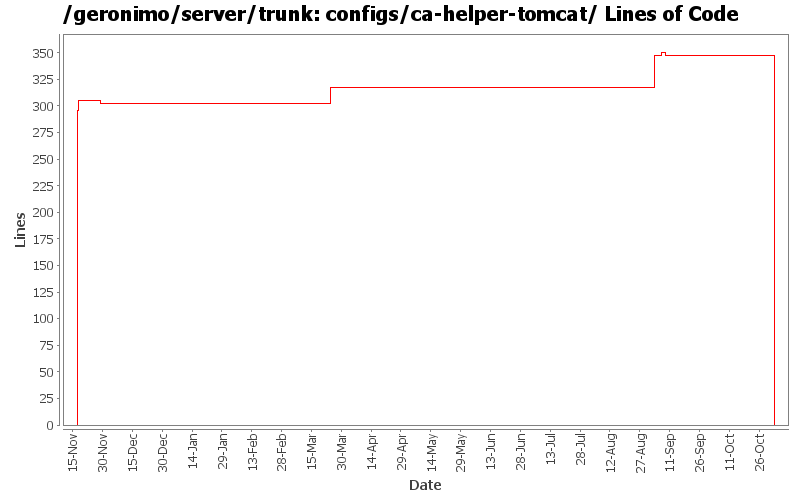 /geronimo/server/trunk: configs/ca-helper-tomcat/ Lines of Code
350
325
300
275
250
225
200
175
150
125
100
75
50
25
0
Lines
15-Nov
30-Nov
15-Dec
30-Dec
14-Jan
29-Jan
13-Feb
28-Feb
15-Mar
30-Mar
14-Apr
29-Apr
14-May
29-May
13-Jun
28-Jun
13-Jul
28-Jul
12-Aug
27-Aug
11-Sep
26-Sep
11-Oct
26-Oct
Date